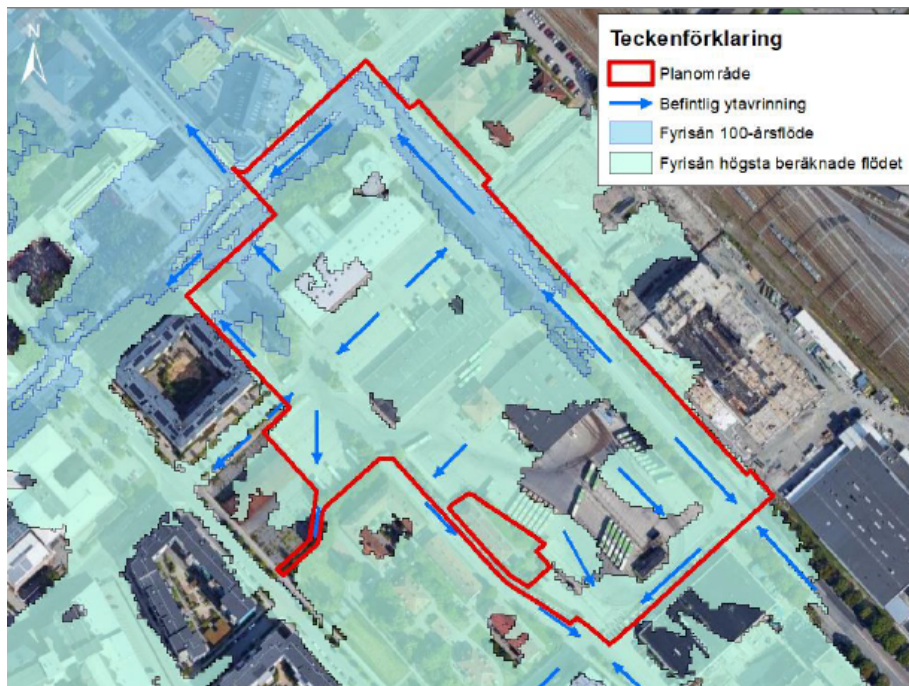 N
Teckenförklaring
Planområde
Befintlig ytavrinning
Fyrisån 100-årsflöde
Fyrisån högsta beräknade flödet